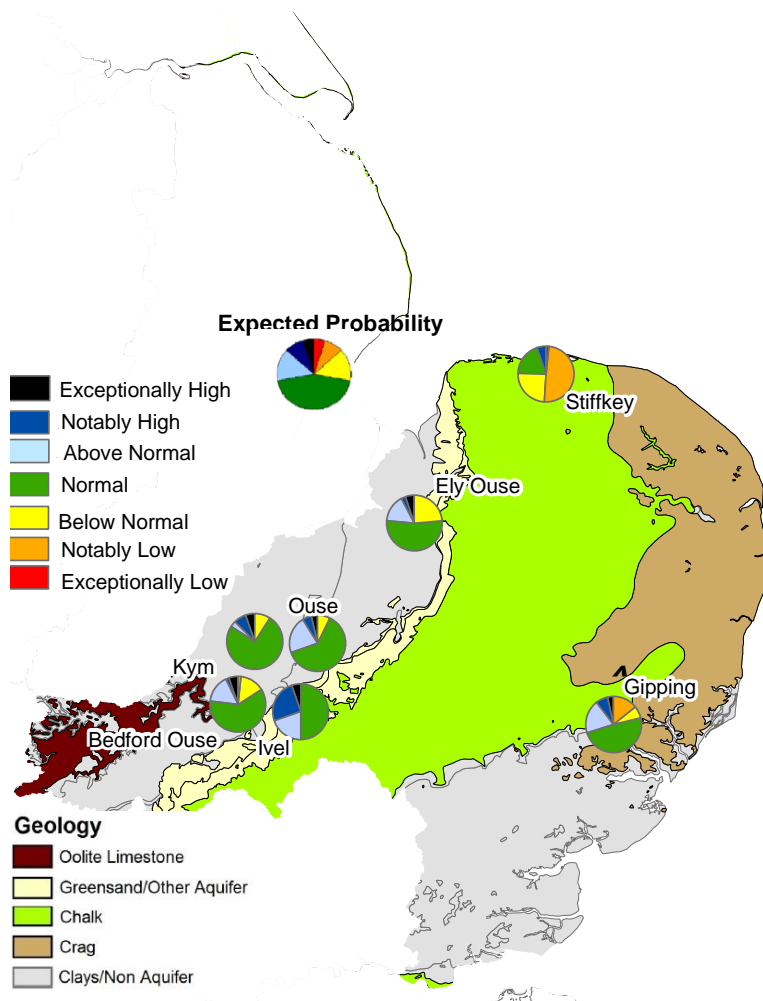 Expected Probability
Exceptionally High
Notably High
Above Normal
Normal
Below Normal
Notably Low
Exceptionally Low
Stiffkey
Ely Ouse
Ouse
Kym
Gipping
Bedford Ouse
Ivel
Geology
Oolite Limestone
Greensand/Other Aquifer
Chalk
Crag
Clays/Non Aquifer